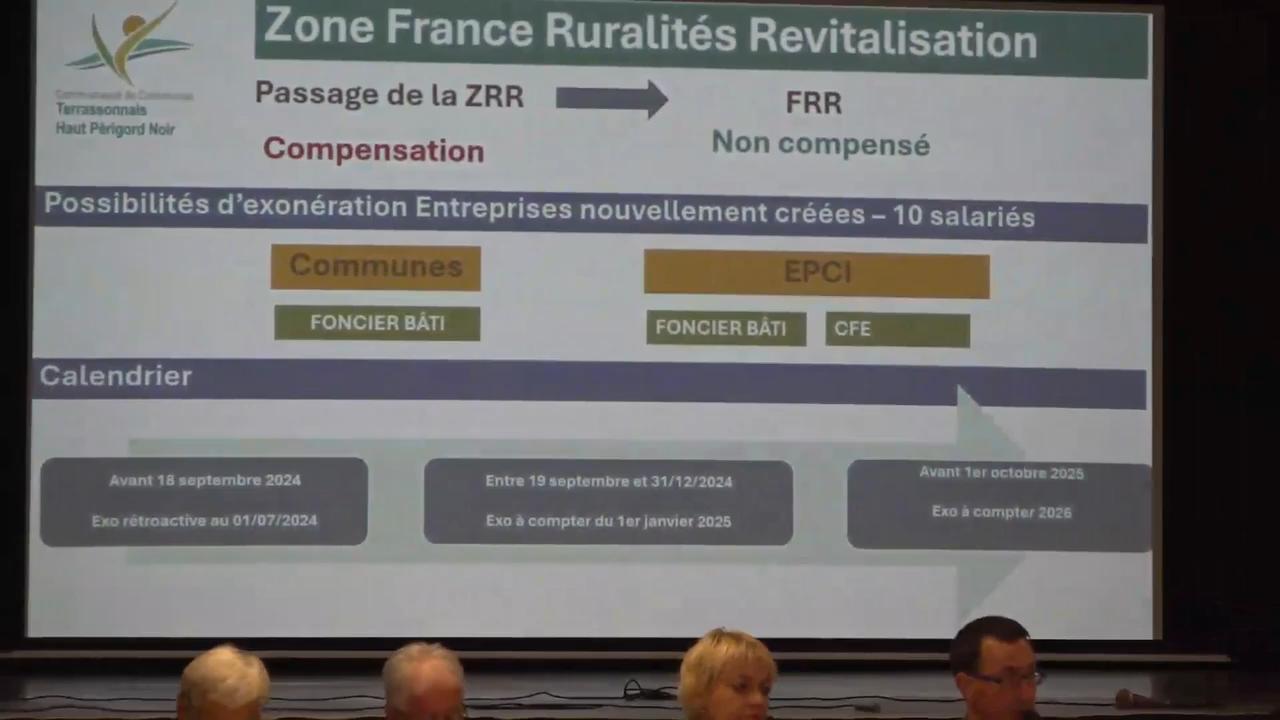 Zone France Ruralités Revitalisation
Communauté de Communes
Terrassonnais
Haut Périgord Noir
Passage de la ZRR
FRR
Compensation
Non compensé
Possibilités d'exonération Entreprises nouvellement créées – 10 salariés
Communes
EPCI
FONCIER BÂTI
FONCIER BÂTI
CFE
Calendrier
Avant 18 septembre 2024
Exo rétroactive au 01/07/2024
Entre 19 septembre et 31/12/2024
Exo à compter du 1er janvier 2025
Avant 1er octobre 2025
Exo à compter 2026